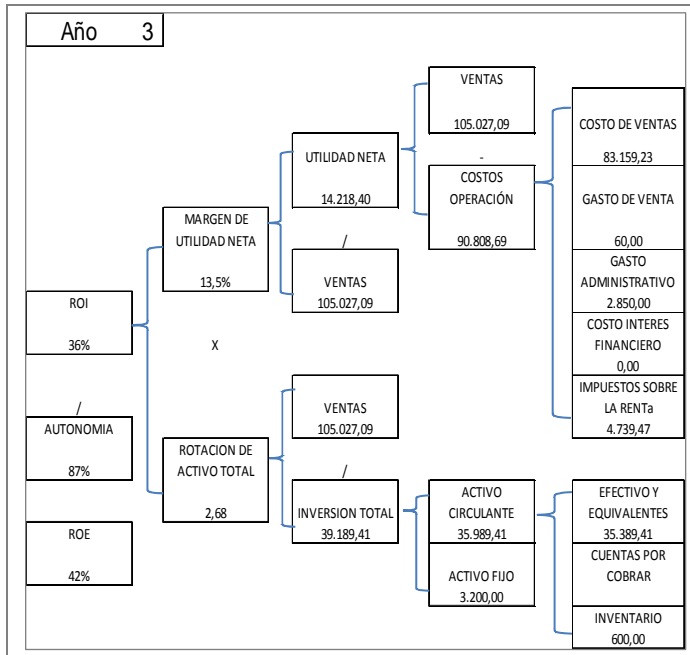 Año 3
VENTAS
105.027,09
-
COSTOS
OPERACIÓN
90.808,69
COSTO DE VENTAS
83.159,23
GASTO DE VENTA
60,00
GASTO
ADMINISTRATIVO
2.850,00
COSTO INTERES
FINANCIERO
0,00
IMPUESTOS SOBRE
LA RENTa
4.739,47
UTILIDAD NETA
14.218,40
/
VENTAS
105.027,09
MARGEN DE
UTILIDAD NETA
13,5%
X
ROTACION DE
ACTIVO TOTAL
2,68
ROI
36%
/
AUTONOMIA
87%
ROE
42%
VENTAS
105.027,09
/
INVERSION TOTAL
39.189,41
ACTIVO
CIRCULANTE
35.989,41
ACTIVO FIJO
3.200,00
EFECTIVO Y
EQUIVALENTES
35.389,41
CUENTAS POR
COBRAR
INVENTARIO
600,00